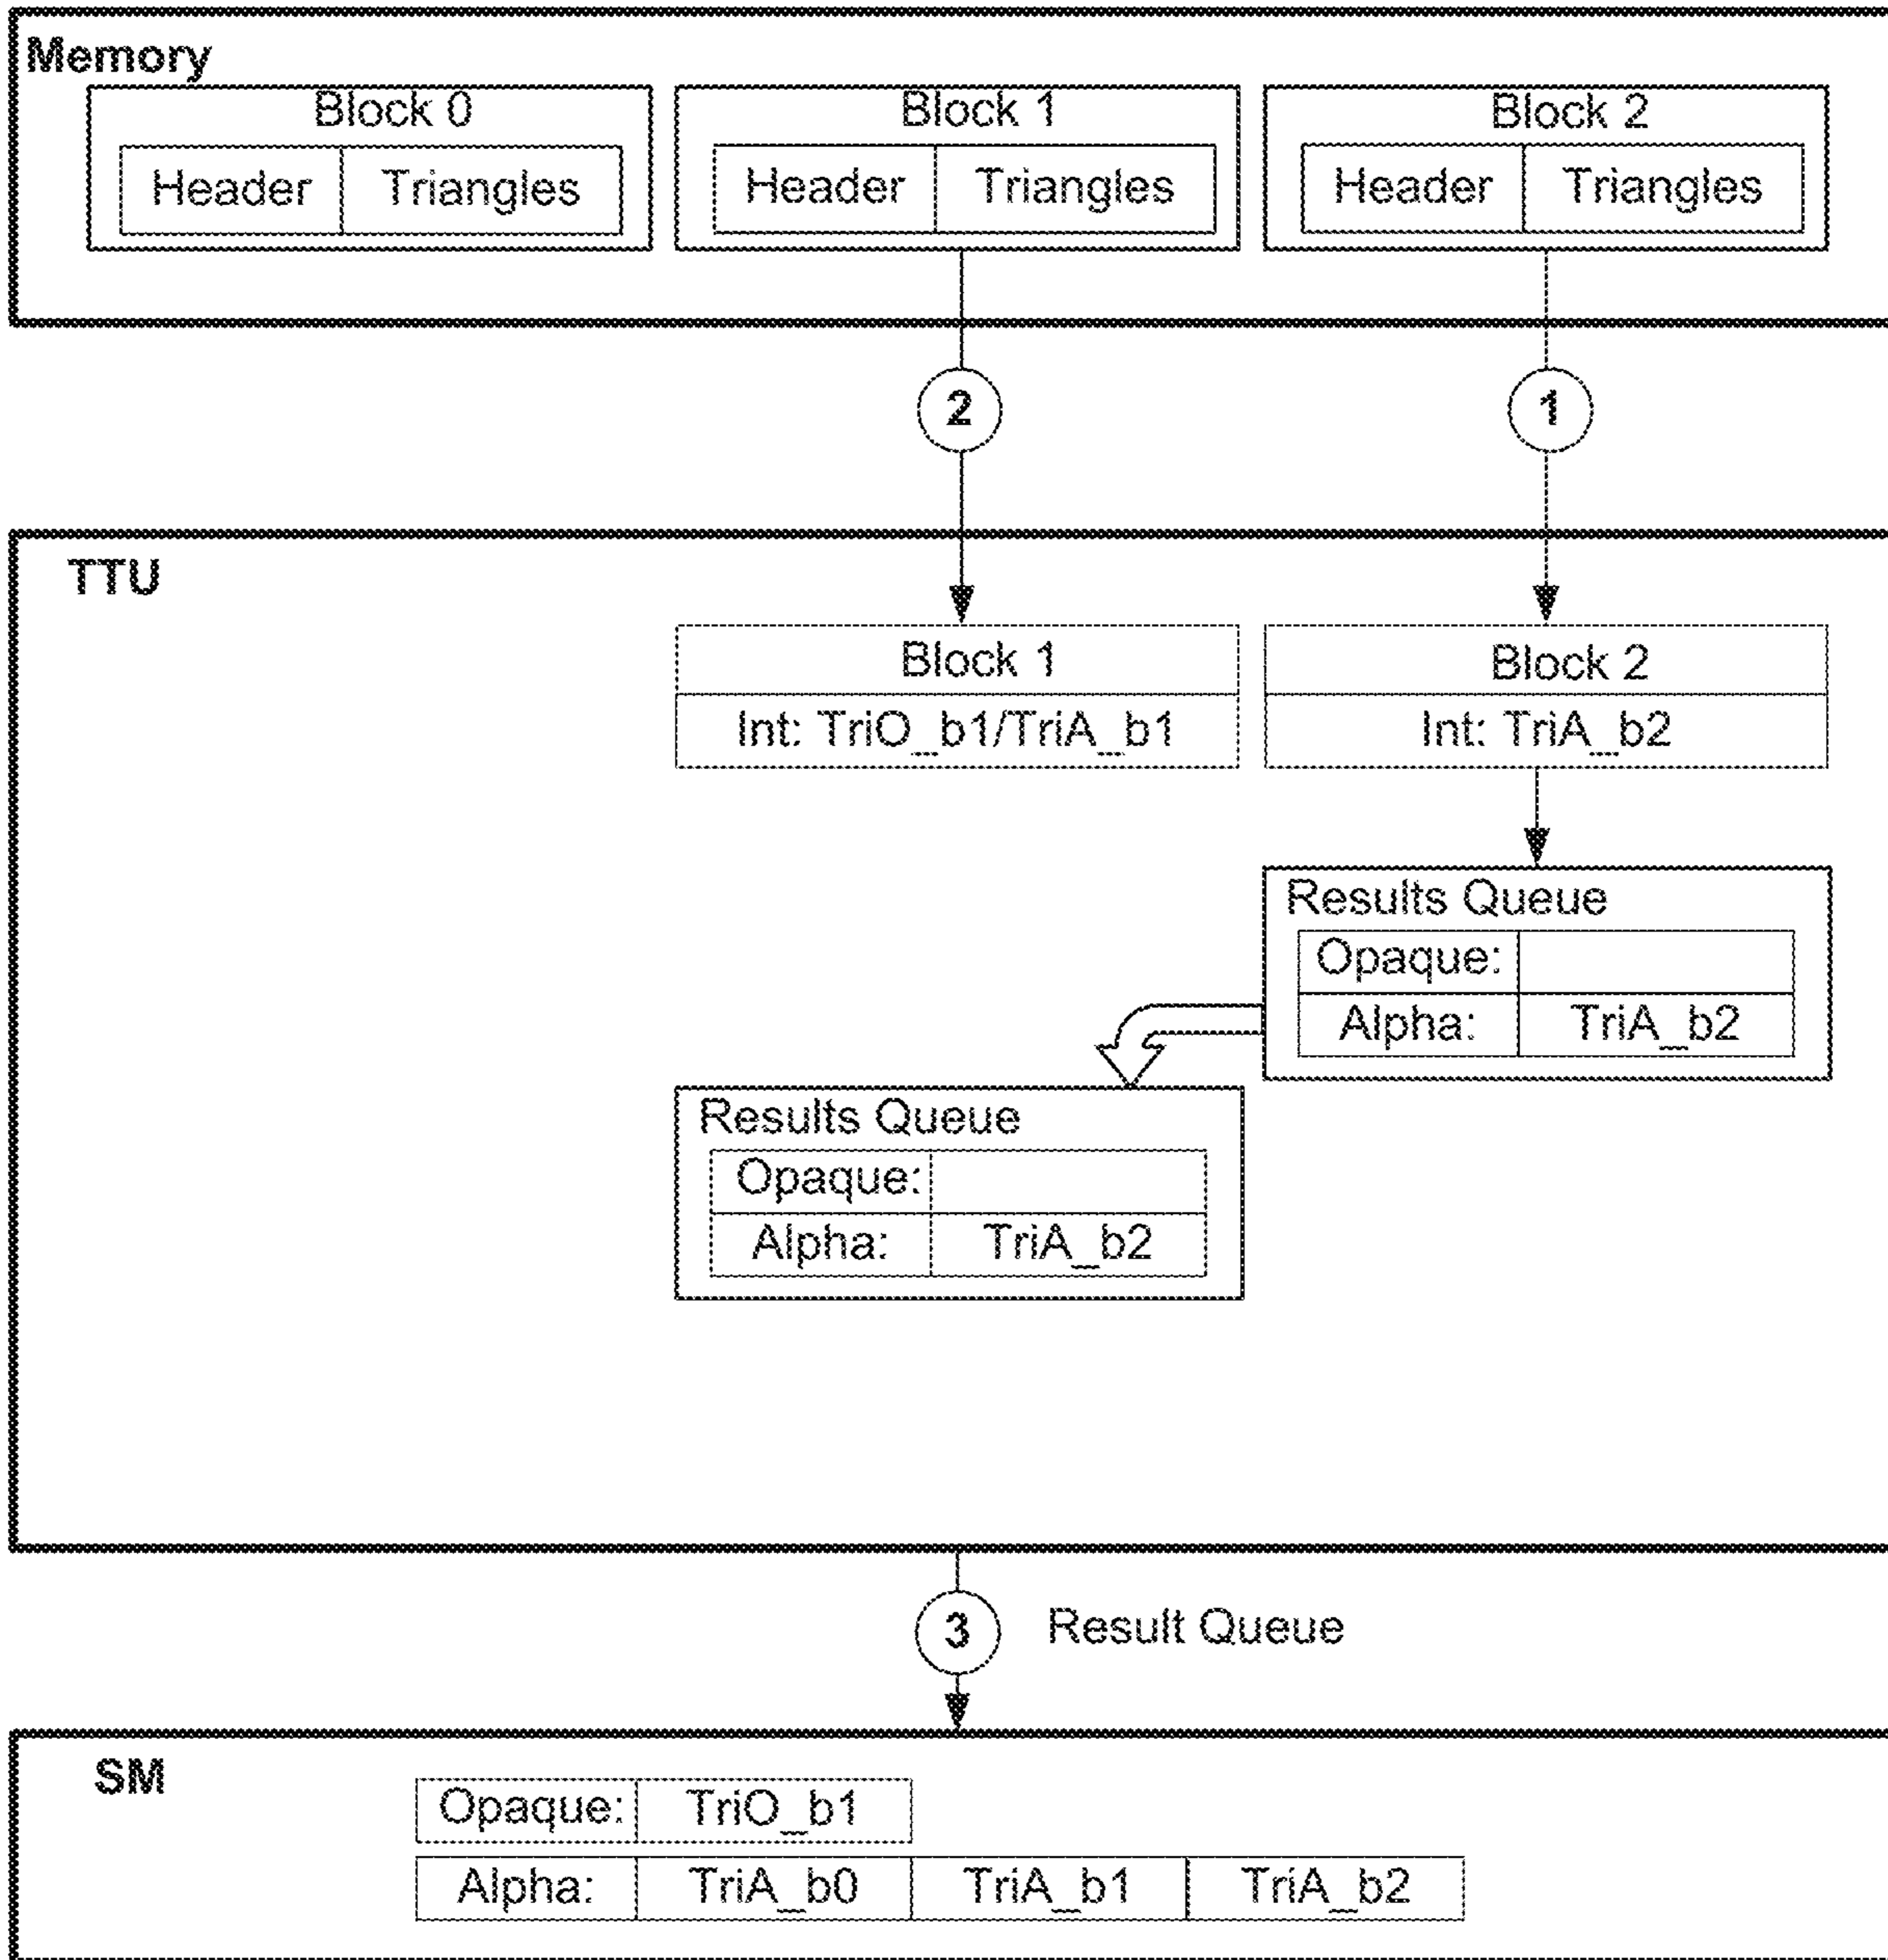 Memory
Block 0 Block 1 Block 2
Header Triangles Header Triangles Header Triangles
2 1
TTU
Block 1 Block 2
Int: TriO_b1/TriA_b1 Int: TriA_b2
Results Queue
Opaque:
Alpha: TriA_b2
Results Queue
Opaque:
Alpha: TriA_b2
3 Result Queue
SM
Opaque: TriO_b1
Alpha: TriA_b0 TriA_b1 TriA_b2